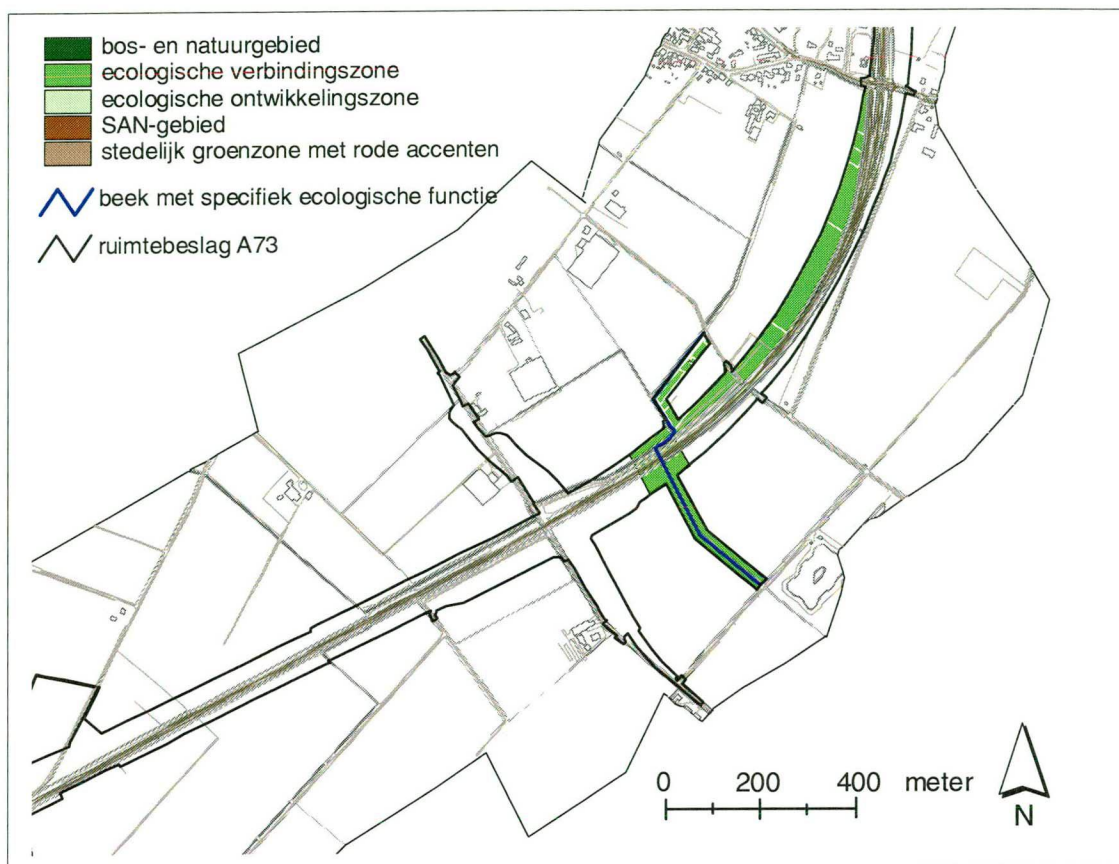 bos- en natuurgebied
ecologische verbindingszone
ecologische ontwikkelingszone
SAN-gebied
stedelijk groenzone met rode accenten
beek met specifiek ecologische functie
ruimtebeslag A73
0 200 400 meter
N